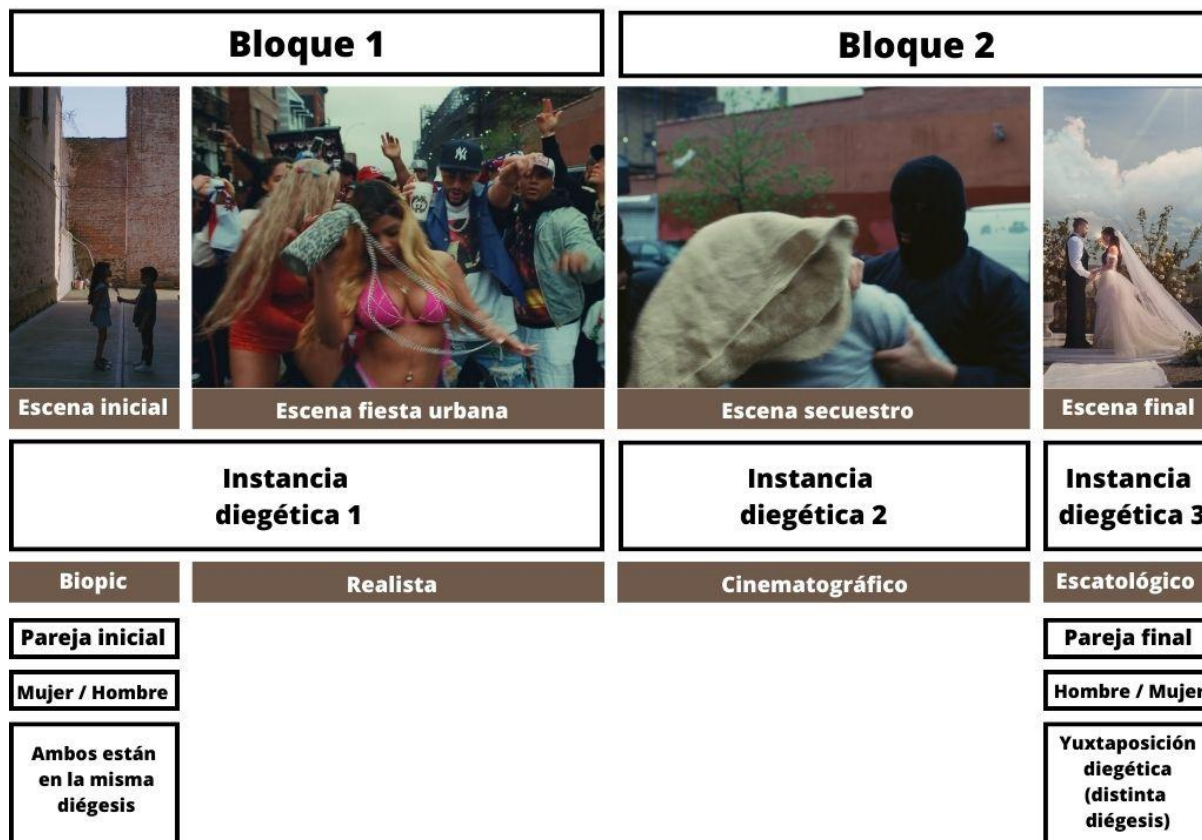 Bloque 1
Bloque 2
Escena inicial
Escena fiesta urbana
Escena secuestro
Escena final
Instancia
diegética 1
Instancia
diegética 2
Instancia
diegética 3
Biopic
Realista
Cinematográfico
Escatológico
Pareja inicial
Pareja final
Mujer / Hombre
Hombre / Mujer
Ambos están
en la misma
diégesis
Yuxtaposición
diegética
(distinta
diégesis)